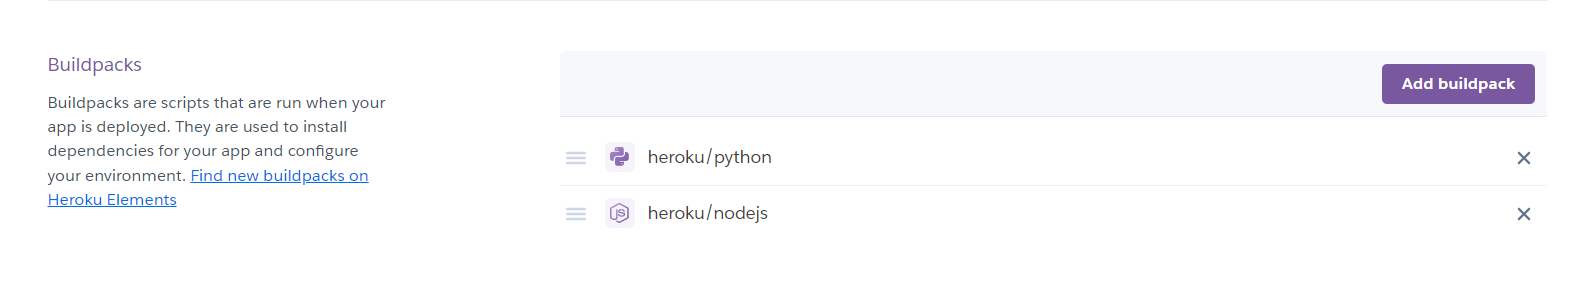 Buildpacks
Buildpacks are scripts that are run when your
app is deployed. They are used to install
dependencies for your app and configure
your environment. Find new buildpacks on
Heroku Elements
Add buildpack
heroku/python
heroku/nodejs